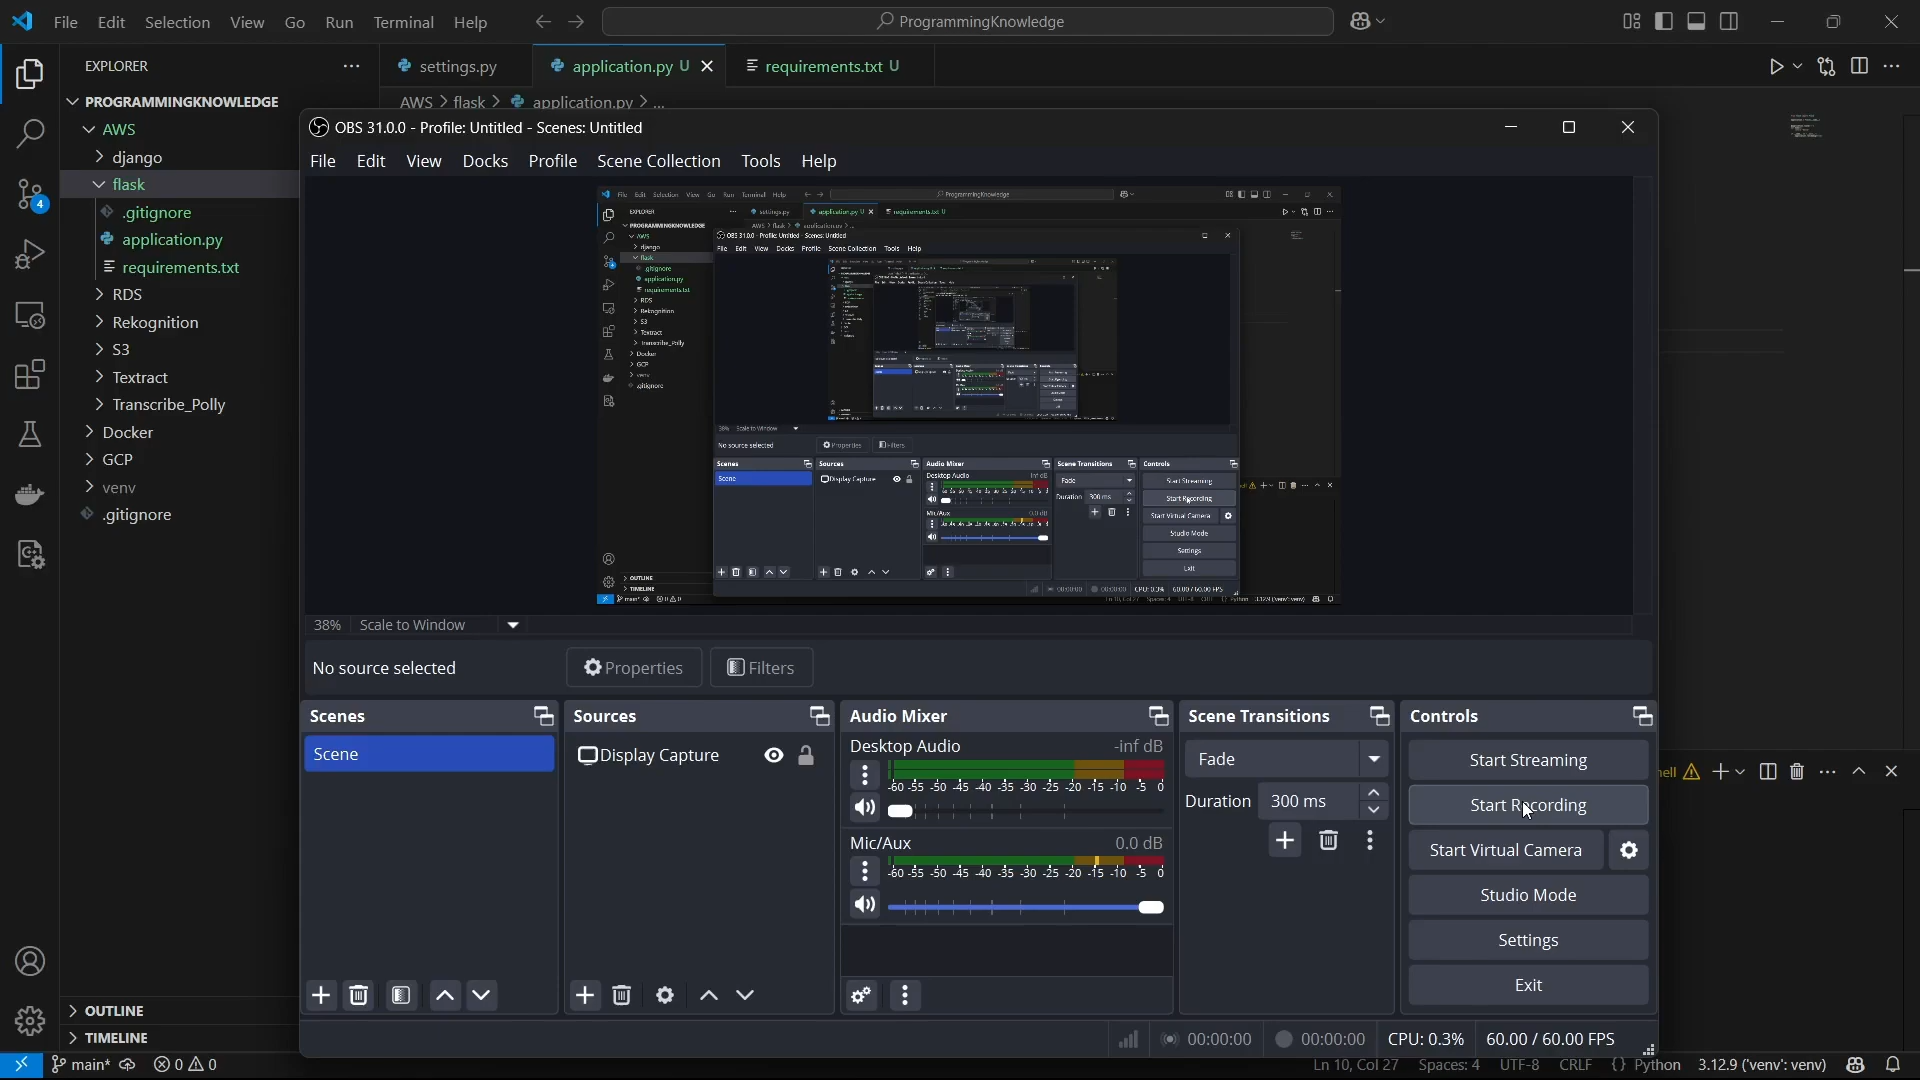 File Edit Selection View Go Run Terminal Help
ProgrammingKnowledge
EXPLORER
settings.py
application.py U
requirements.txt U
PROGRAMMINGKNOWLEDGE
AWS > flask > application.py > ...
AWS
django
flask
.gitignore
application.py
requirements.txt
RDS
Rekognition
S3
Textract
Transcribe_Polly
Docker
GCP
venv
.gitignore
4
OUTLINE
TIMELINE
OBS 31.0.0 - Profile: Untitled - Scenes: Untitled
File Edit View Docks Profile Scene Collection Tools Help
38% Scale to Window
No source selected
Properties
Filters
Scenes
Scene
Sources
Display Capture
Audio Mixer
Desktop Audio -inf dB
-60 -55 -50 -45 -40 -35 -30 -25 -20 -15 -10 -5 0
Mic/Aux 0.0 dB
-60 -55 -50 -45 -40 -35 -30 -25 -20 -15 -10 -5 0
Scene Transitions
Fade
Duration 300 ms
Controls
Start Streaming
Start Recording
Start Virtual Camera
Studio Mode
Settings
Exit
00:00:00 00:00:00 CPU: 0.3% 60.00 / 60.00 FPS
main* 0 0
Ln 10, Col 27 Spaces: 4 UTF-8 CRLF {} Python 3.12.9 ('venv': venv)